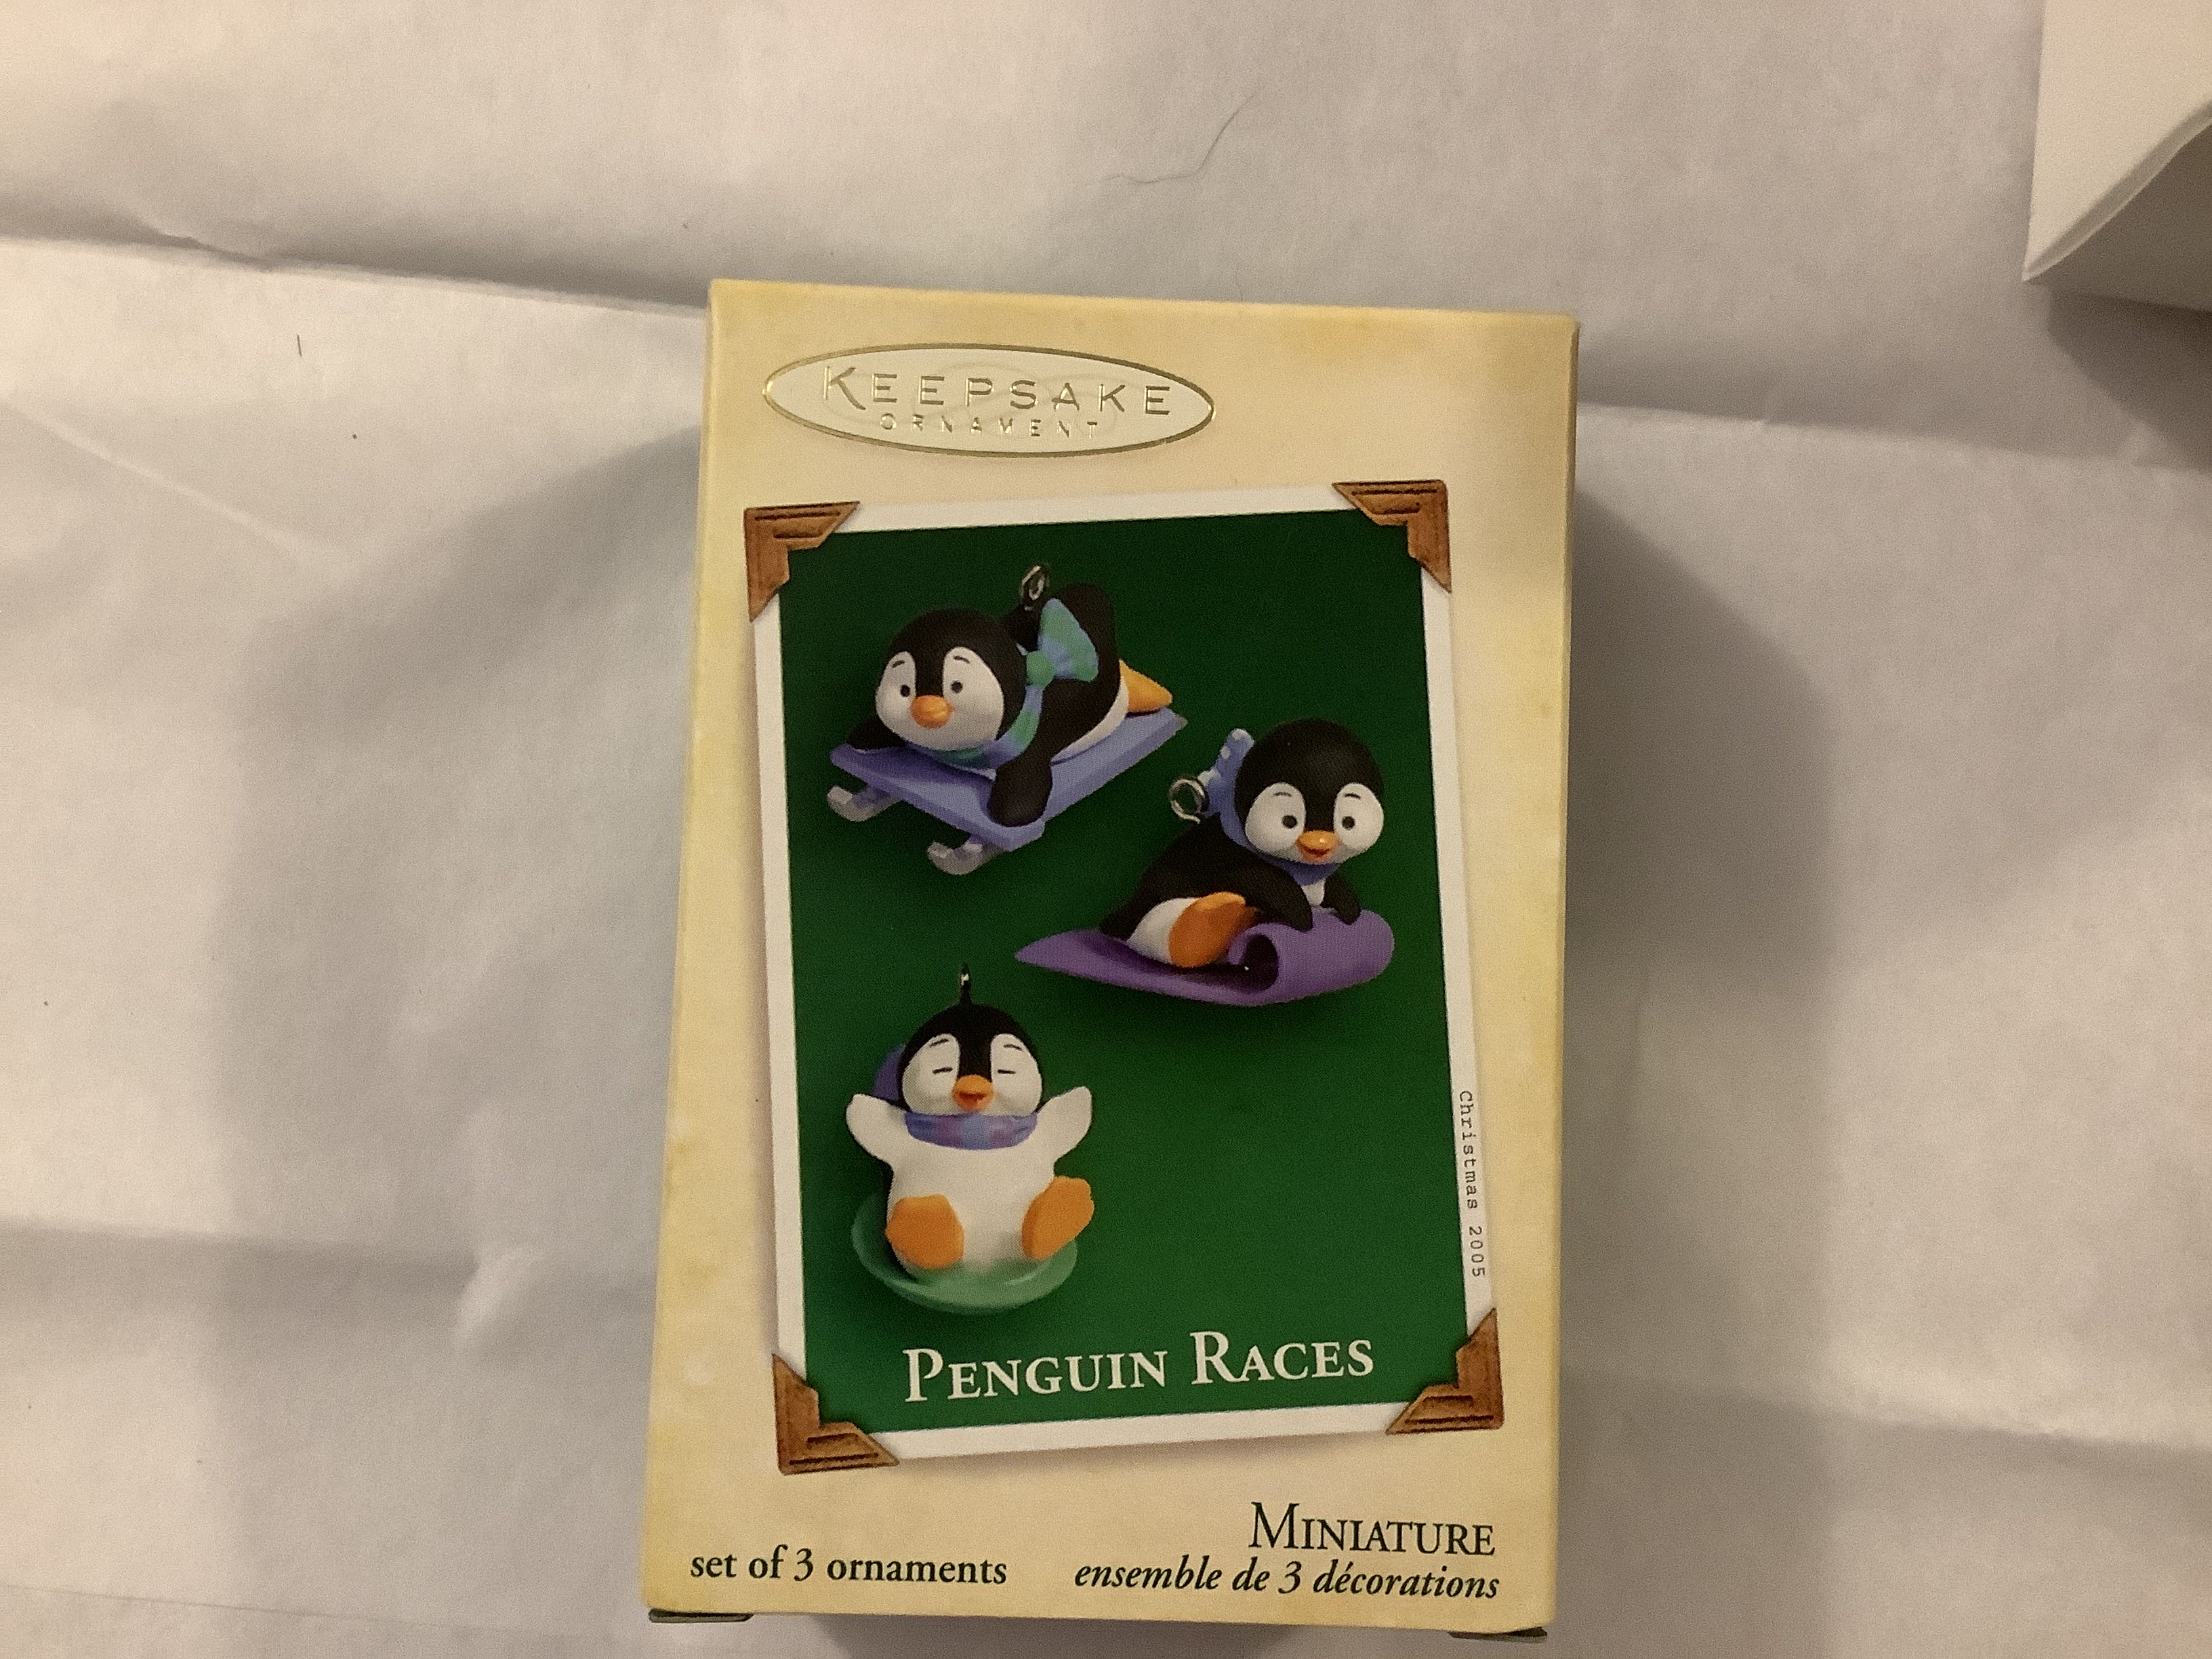 KEEPSAKE
ORNAMENT
Christmas 2005
PENGUIN RACES
MINIATURE
set of 3 ornaments
ensemble de 3 décorations